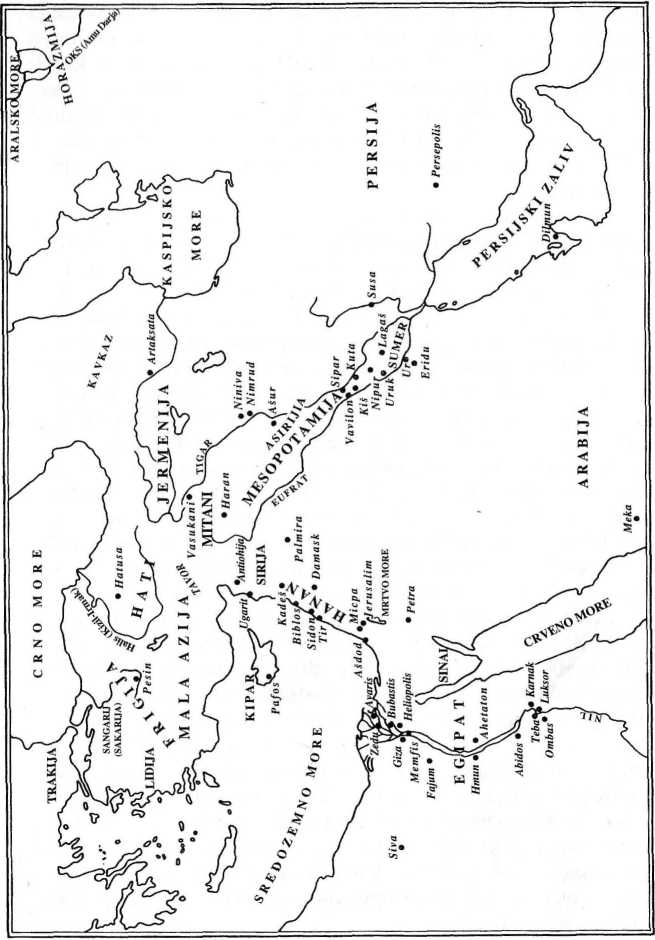 ARALSKO MORE
HORAZMIJA
OKS (Amu Darja)
KASPIJSKO
MORE
KAVKAZ
Artaksata
JERMENIJA
CRNO MORE
Hatusa
Halis (Kizil-Irmak)
HATI
TRAKIJA
SANGARIJ
(SAKARIJA)
FRIGIJA
Pesin
LIDIJA
MALA AZIJA
ZAVOR
Vasukani
MITANI
Haran
TIGAR
Niniva
Nimrud
Ašur
ASIRIJA
MESOPOTAMIJA
EUFRAT
Sipar
Kuta
Vavilon
Kiš
Nipur
Uruk
Lagaš
SUMER
Ur
Eridu
Susa
PERSIJA
Persepolis
PERSIJSKI ZALIV
Dilmun
Antiohija
SIRIJA
Ugarit
Palmira
KIPAR
Pafos
Kadeš
Damask
HANAN
Biblos
Sidon
Tir
Micpa
Jerusalim
MRTVO MORE
Ašdod
Petra
SREDOZEMNO MORE
Avaris
Zedu
Bubastis
Heliopolis
Giza
Memfis
Fajum
SINAJ
EGIPAT
Ahetaton
Hmun
Siva
Abidos
Karnak
Luksor
Teba
Ombas
NIL
CRVENO MORE
ARABIJA
Meka